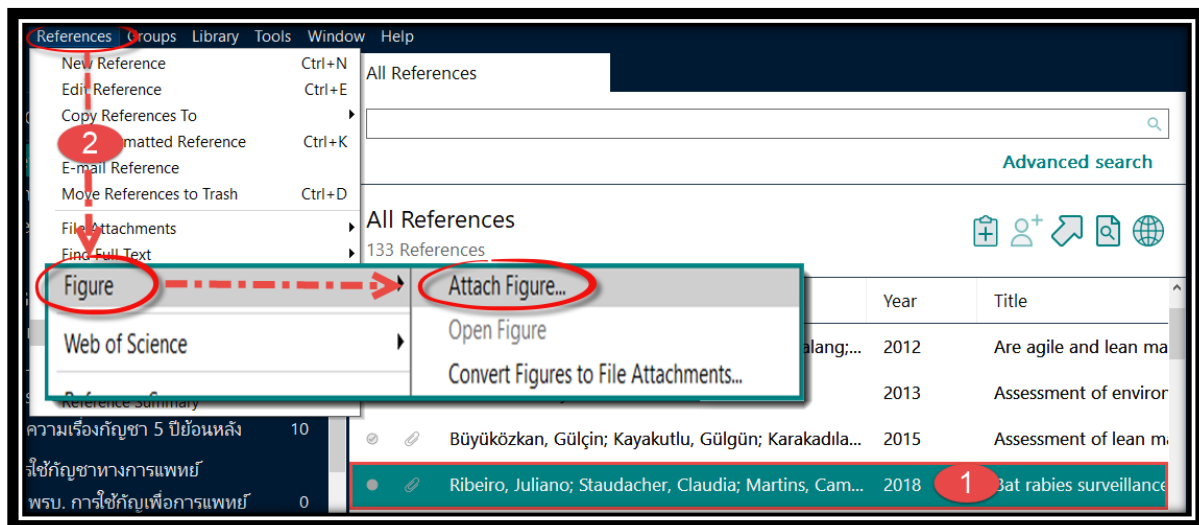 References Groups Library Tools Window Help
New Reference Ctrl+N
Edit Reference Ctrl+E
Copy References To
matted Reference Ctrl+K
E-mail Reference
Move References to Trash Ctrl+D
File Attachments
Find Full Text
Figure
Web of Science
Reference Summary
Attach Figure...
Open Figure
Convert Figures to File Attachments...
2
All References
Advanced search
All References
133 References
Year Title
alang;... 2012 Are agile and lean ma
2013 Assessment of enviror
Büyüközkan, Gülçin; Kayakutlu, Gülgün; Karakadıla... 2015 Assessment of lean m
Ribeiro, Juliano; Staudacher, Claudia; Martins, Cam... 2018 1 Bat rabies surveillance
ความเรื่องกัญชา 5 ปีย้อนหลัง 10
ใช้กัญชาทางการแพทย์
พรบ. การใช้กัญเพื่อการแพทย์ 0